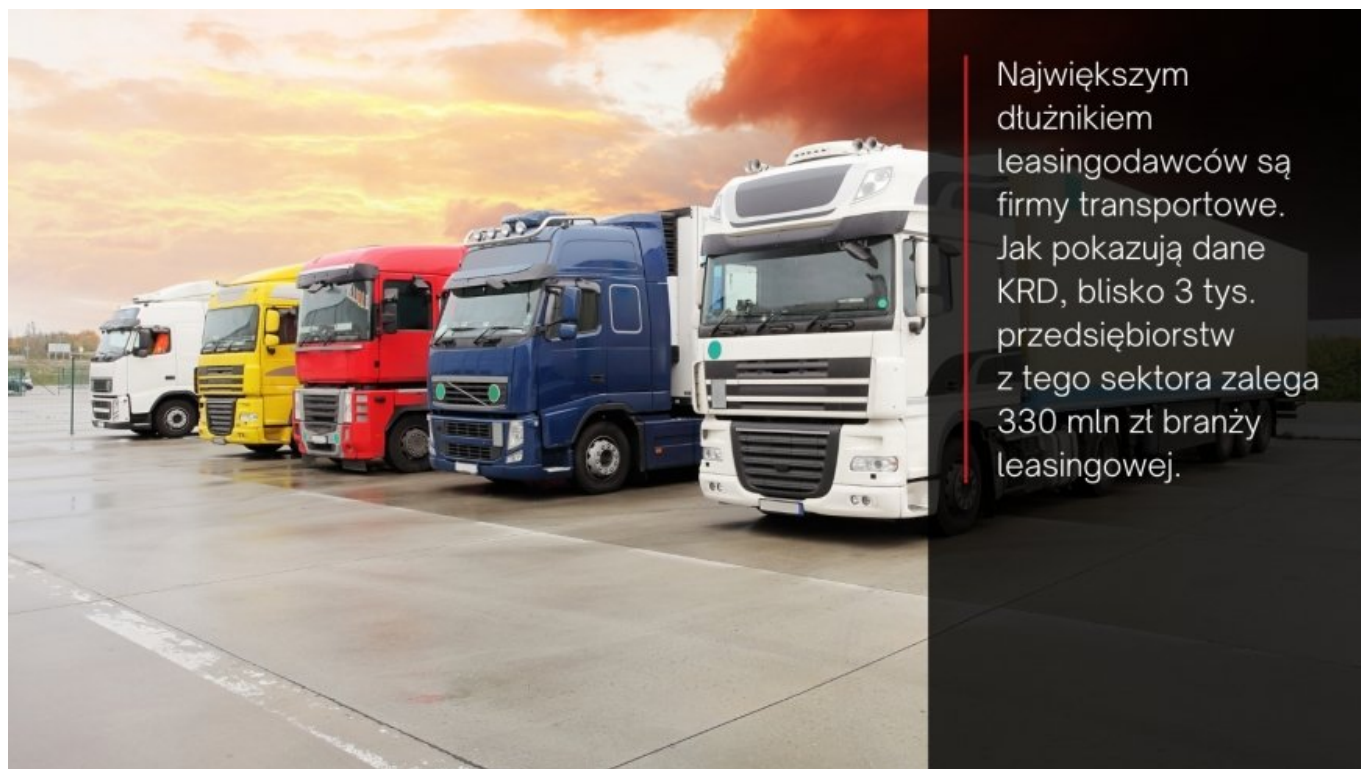 Największym
dłużnikiem
leasingodawców są
firmy transportowe.
Jak pokazują dane
KRD, blisko 3 tys.
przedsiębiorstw
z tego sektora zalega
330 mln zł branży
leasingowej.